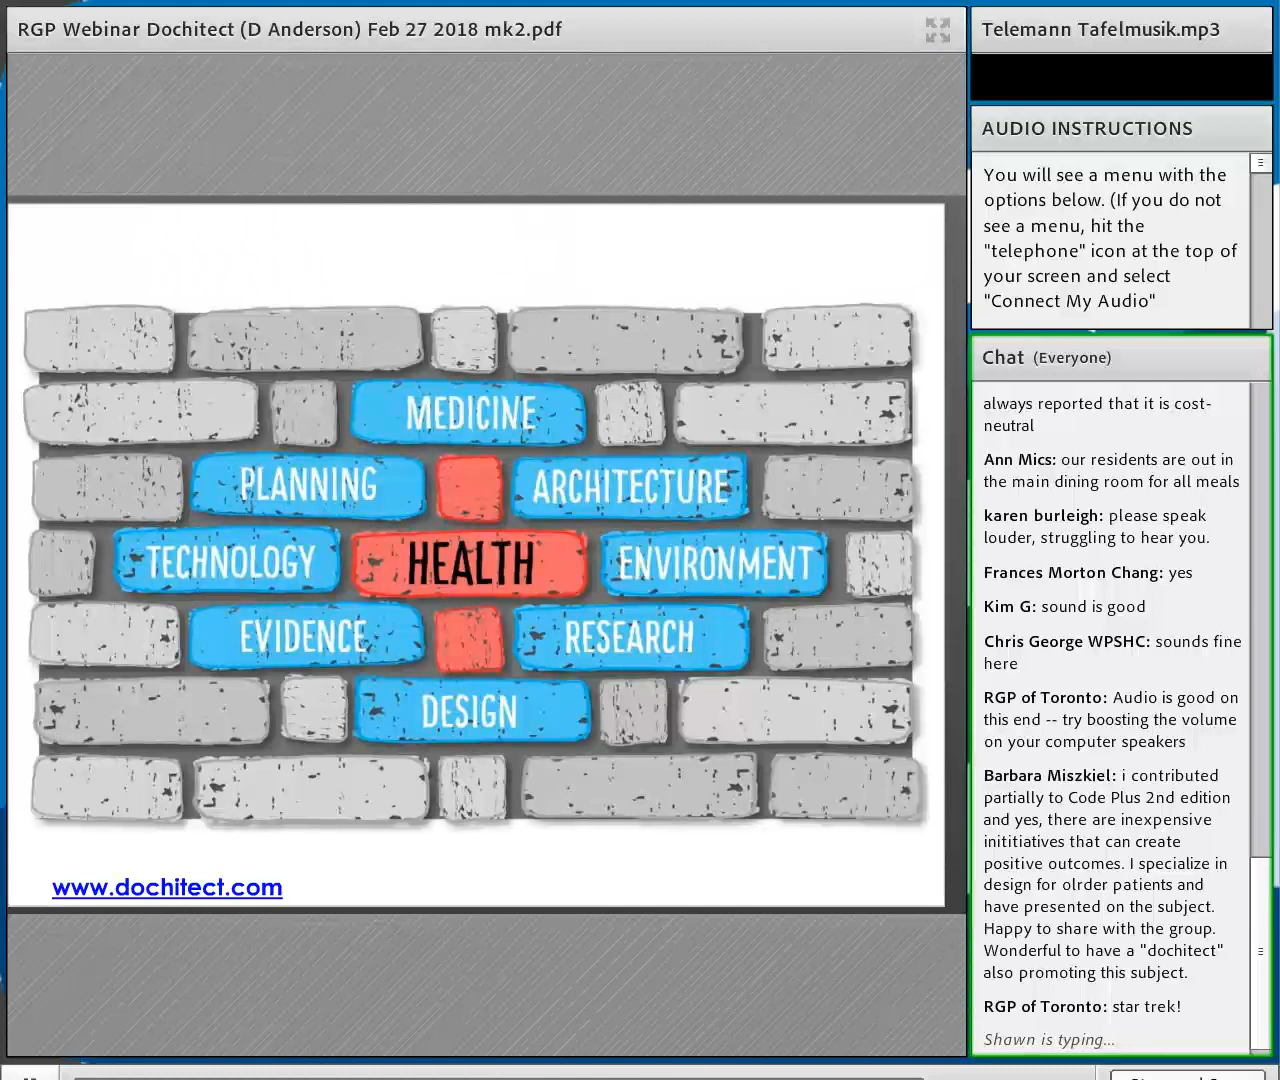 RGP Webinar Dochitect (D Anderson) Feb 27 2018 mk2.pdf
MEDICINE
PLANNING
ARCHITECTURE
TECHNOLOGY
HEALTH
ENVIRONMENT
EVIDENCE
RESEARCH
DESIGN
www.dochitect.com
Telemann Tafelmusik.mp3
AUDIO INSTRUCTIONS
You will see a menu with the
options below. (If you do not
see a menu, hit the
"telephone" icon at the top of
your screen and select
"Connect My Audio"
Chat (Everyone)
always reported that it is cost-
neutral
Ann Mics: our residents are out in
the main dining room for all meals
karen burleigh: please speak
louder, struggling to hear you.
Frances Morton Chang: yes
Kim G: sound is good
Chris George WPSHC: sounds fine
here
RGP of Toronto: Audio is good on
this end -- try boosting the volume
on your computer speakers
Barbara Miszkiel: i contributed
partially to Code Plus 2nd edition
and yes, there are inexpensive
inititiatives that can create
positive outcomes. I specialize in
design for olrder patients and
have presented on the subject.
Happy to share with the group.
Wonderful to have a "dochitect"
also promoting this subject.
RGP of Toronto: star trek!
Shawn is typing...